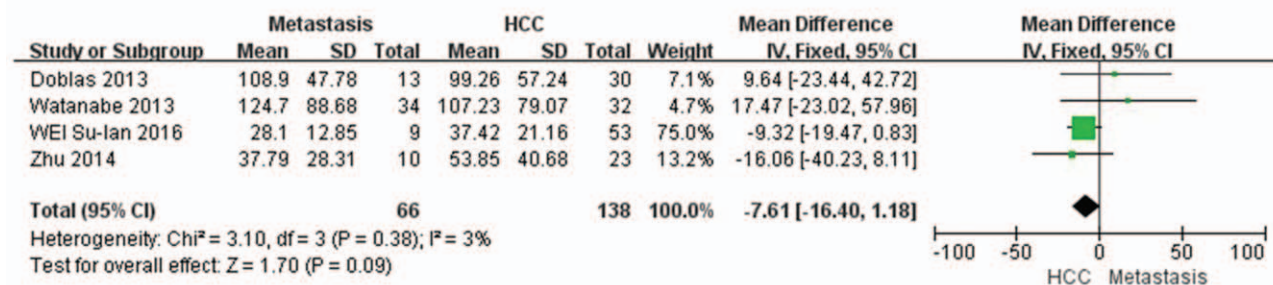 Metastasis HCC Mean Difference Mean Difference
Study or Subgroup Mean SD Total Mean SD Total Weight IV, Fixed, 95% CI IV, Fixed, 95% CI
Doblas 2013 108.9 47.78 13 99.26 57.24 30 7.1% 9.64 [-23.44, 42.72]
Watanabe 2013 124.7 88.68 34 107.23 79.07 32 4.7% 17.47 [-23.02, 57.96]
WEI Su-lan 2016 28.1 12.85 9 37.42 21.16 53 75.0% -9.32 [-19.47, 0.83]
Zhu 2014 37.79 28.31 10 53.85 40.68 23 13.2% -16.06 [-40.23, 8.11]
Total (95% CI) 66 138 100.0% -7.61 [-16.40, 1.18]
Heterogeneity: Chi² = 3.10, df = 3 (P = 0.38); I² = 3%
Test for overall effect: Z = 1.70 (P = 0.09)
-100 -50 0 50 100
HCC Metastasis